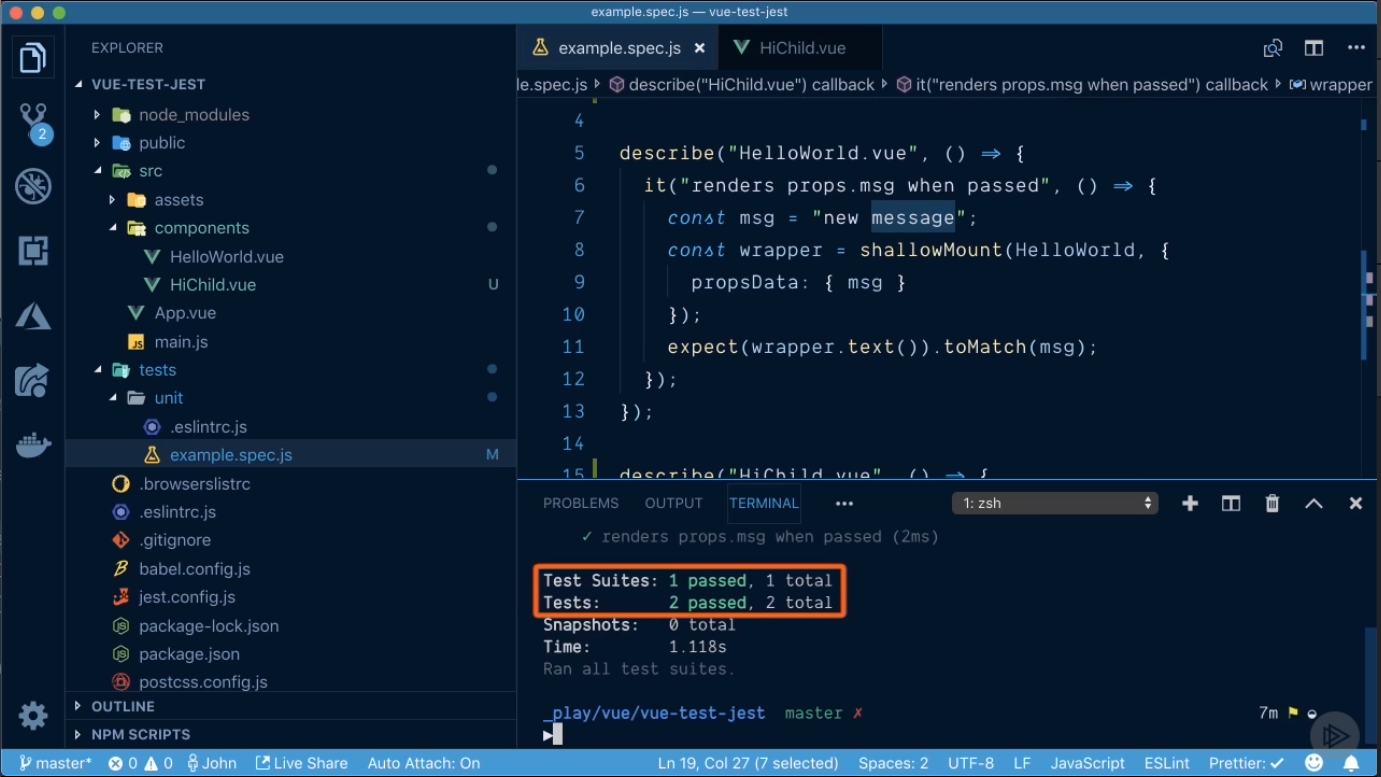 example.spec.js — vue-test-jest
EXPLORER
VUE-TEST-JEST
node_modules
public
src
assets
components
HelloWorld.vue
HiChild.vue U
App.vue
main.js
tests
unit
.eslintrc.js
example.spec.js M
.browserslistrc
.eslintrc.js
.gitignore
babel.config.js
jest.config.js
package-lock.json
package.json
postcss.config.js
OUTLINE
NPM SCRIPTS
2
example.spec.js × HiChild.vue
le.spec.js describe("HiChild.vue") callback it("renders props.msg when passed") callback wrapper
4
5 describe("HelloWorld.vue", () => {
6 it("renders props.msg when passed", () => {
7 const msg = "new message";
8 const wrapper = shallowMount(HelloWorld, {
9 propsData: { msg }
10 });
11 expect(wrapper.text()).toMatch(msg);
12 });
13 });
14
15 describe("HiChild.vue", () => {
PROBLEMS OUTPUT TERMINAL ••• 1: zsh
✓ renders props.msg when passed (2ms)
Test Suites: 1 passed, 1 total
Tests: 2 passed, 2 total
Snapshots: 0 total
Time: 1.118s
Ran all test suites.
_play/vue/vue-test-jest master ✗ 7m
master* 0 0 John Live Share Auto Attach: On Ln 19, Col 27 (7 selected) Spaces: 2 UTF-8 LF JavaScript ESLint Prettier: ✓